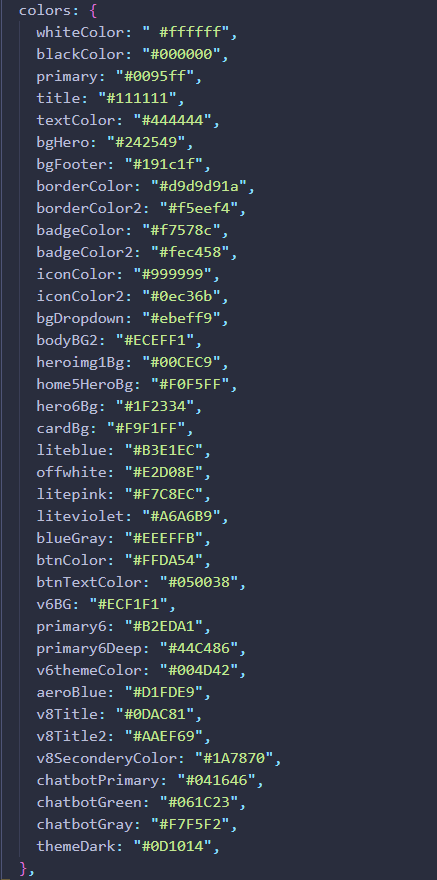 colors: {
whiteColor: " #ffffff",
blackColor: "#000000",
primary: "#0095ff",
title: "#111111",
textColor: "#444444",
bgHero: "#242549",
bgFooter: "#191c1f",
borderColor: "#d9d9d91a",
borderColor2: "#f5eef4",
badgeColor: "#f7578c",
badgeColor2: "#fec458",
iconColor: "#999999",
iconColor2: "#0ec36b",
bgDropdown: "#ebeff9",
bodyBG2: "#ECEFF1",
heroimg1Bg: "#00CEC9",
home5HeroBg: "#F0F5FF",
hero6Bg: "#1F2334",
cardBg: "#F9F1FF",
liteblue: "#B3E1EC",
offwhite: "#E2D08E",
litepink: "#F7C8EC",
liteviolet: "#A6A6B9",
blueGray: "#EEEFFB",
btnColor: "#FFDA54",
btnTextColor: "#050038",
v6BG: "#ECF1F1",
primary6: "#B2EDA1",
primary6Deep: "#44C486",
v6themeColor: "#004D42",
aeroBlue: "#D1FDE9",
v8Title: "#0DAC81",
v8Title2: "#AAEF69",
v8SeconderyColor: "#1A7870",
chatbotPrimary: "#041646",
chatbotGreen: "#061C23",
chatbotGray: "#F7F5F2",
themeDark: "#0D1014",
},